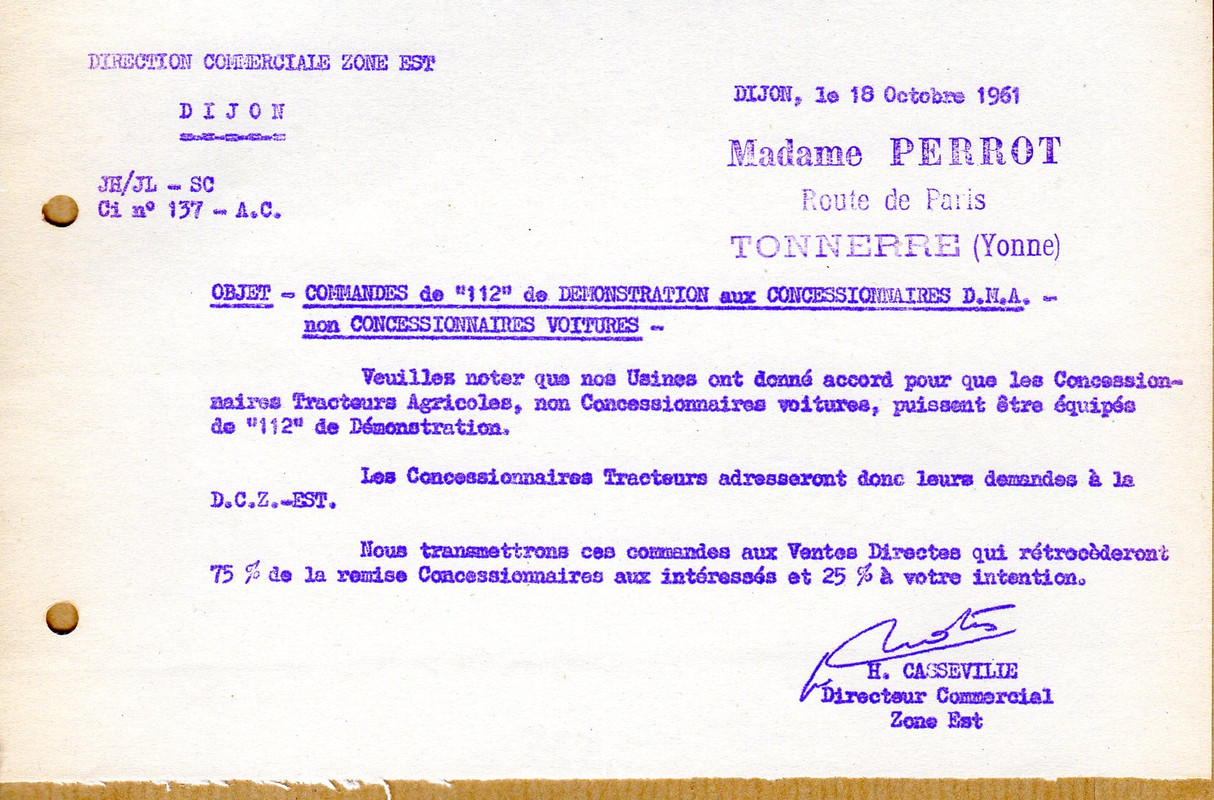 DIRECTION COMMERCIALE ZONE EST
DIJON
DIJON, le 18 Octobre 1961
Madame PERROT
Route de Paris
TONNERRE (Yonne)
JH/JL - SC
Ci n° 137 - A.C.
OBJET - COMMANDES de "112" de DEMONSTRATION aux CONCESSIONNAIRES D.M.A. -
non CONCESSIONNAIRES VOITURES -
Veuillez noter que nos Usines ont donné accord pour que les Concession-
naires Tracteurs Agricoles, non Concessionnaires voitures, puissent être équipés
de "112" de Démonstration.
Les Concessionnaires Tracteurs adresseront donc leurs demandes à la
D.C.Z.-EST.
Nous transmettrons ces commandes aux Ventes Directes qui rétrocèderont
75 % de la remise Concessionnaires aux intéressés et 25 % à votre intention.
H. CASSEVILLE
Directeur Commercial
Zone Est